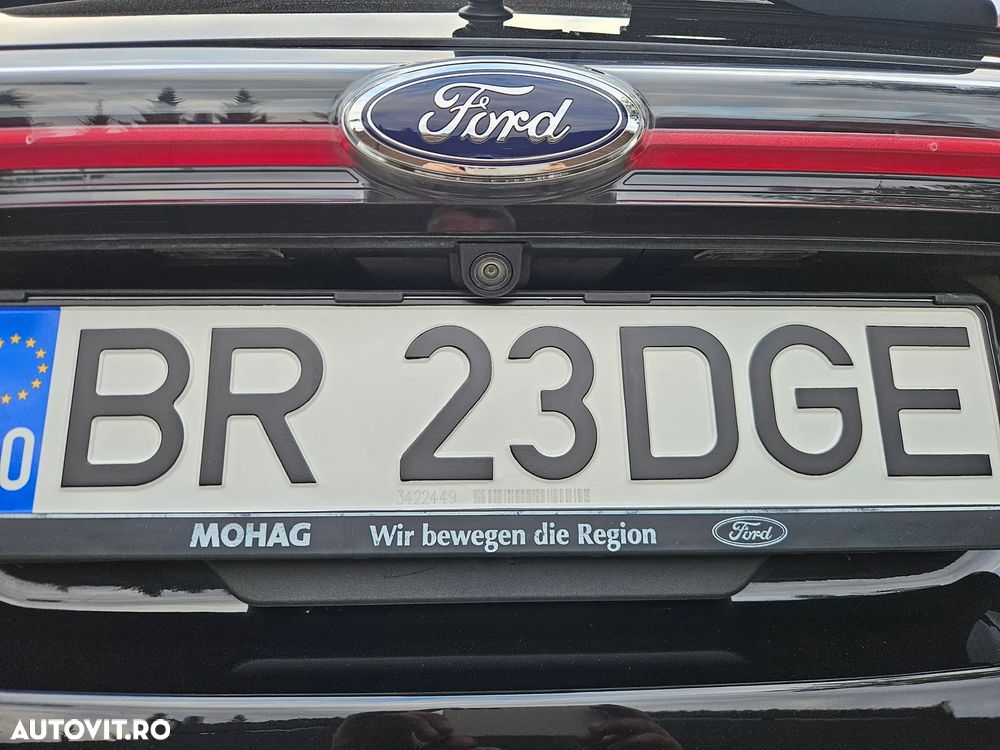 Ford
BR 23DGE
O
3422449
MOHAG Wir bewegen die Region Ford
AUTOVIT.RO